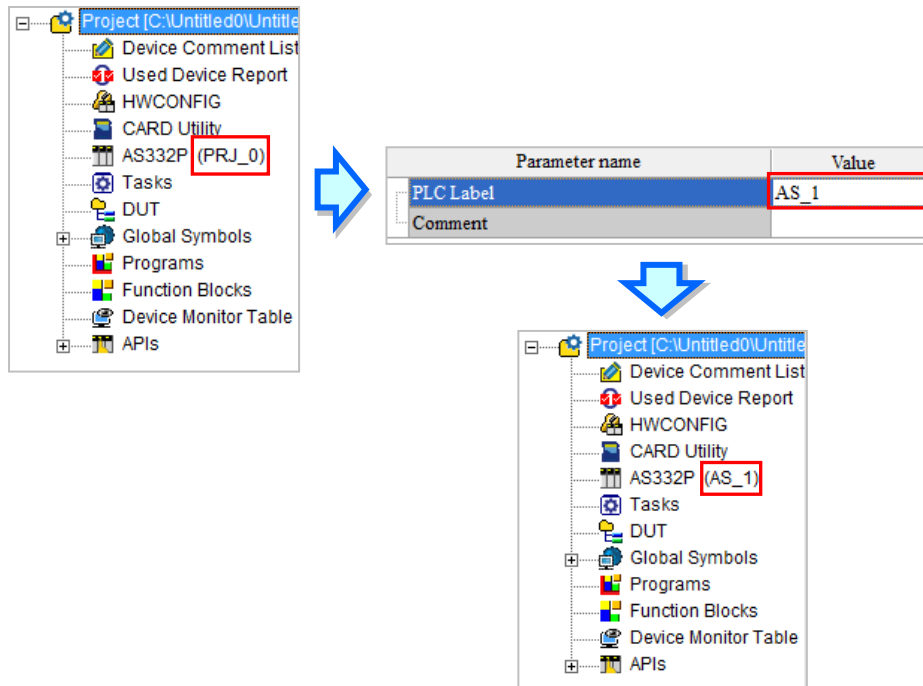 Project [C:\Untitled0\Untitle
Device Comment List
Used Device Report
HWCONFIG
CARD Utility
AS332P (PRJ_0)
Tasks
DUT
Global Symbols
Programs
Function Blocks
Device Monitor Table
APIs
Parameter name Value
PLC Label AS_1
Comment
Project [C:\Untitled0\Untitle
Device Comment List
Used Device Report
HWCONFIG
CARD Utility
AS332P (AS_1)
Tasks
DUT
Global Symbols
Programs
Function Blocks
Device Monitor Table
APIs